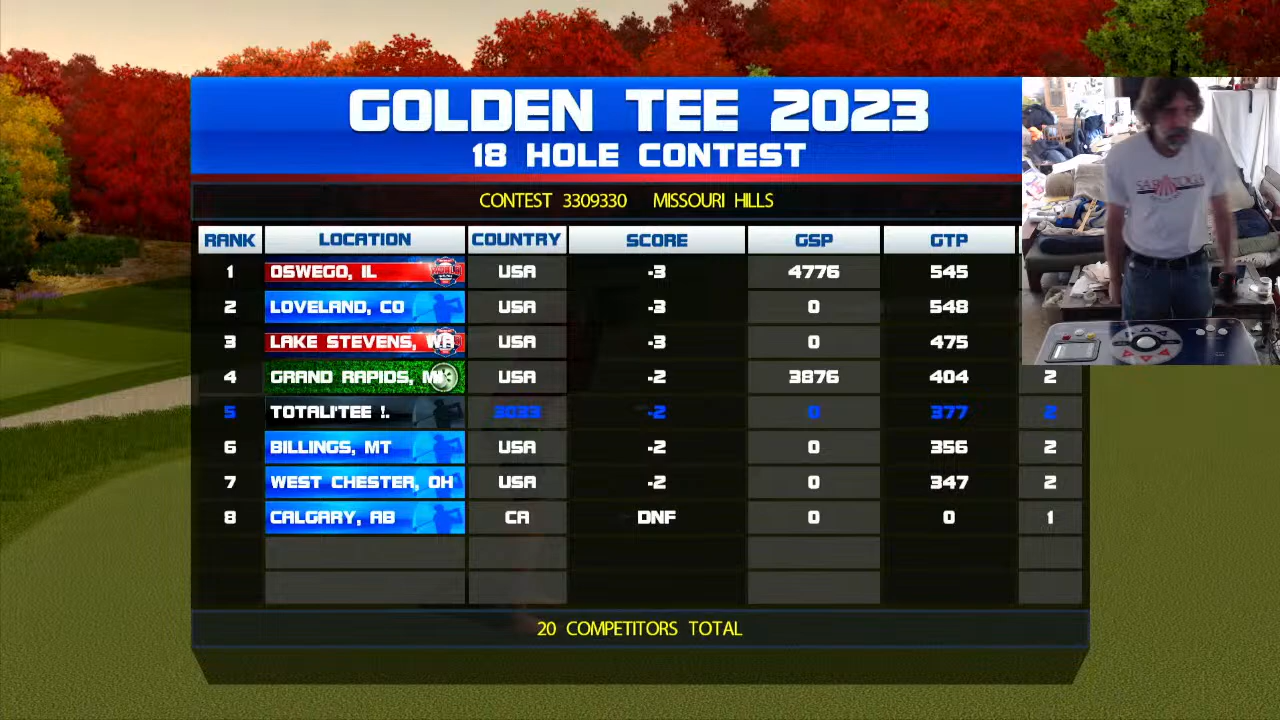 GOLDEN TEE 2023
18 HOLE CONTEST
CONTEST 3309330 MISSOURI HILLS
RANK LOCATION COUNTRY SCORE GSP GTP
1 OSWEGO, IL USA -3 4776 545
2 LOVELAND, CO USA -3 0 548
3 LAKE STEVENS, WA USA -3 0 475
4 GRAND RAPIDS, USA -2 3876 404 2
5 TOTALI'TEE !. 3033 -2 0 377 2
6 BILLINGS, MT USA -2 0 356 2
7 WEST CHESTER, OH USA -2 0 347 2
8 CALGARY, AB CA DNF 0 0 1
20 COMPETITORS TOTAL